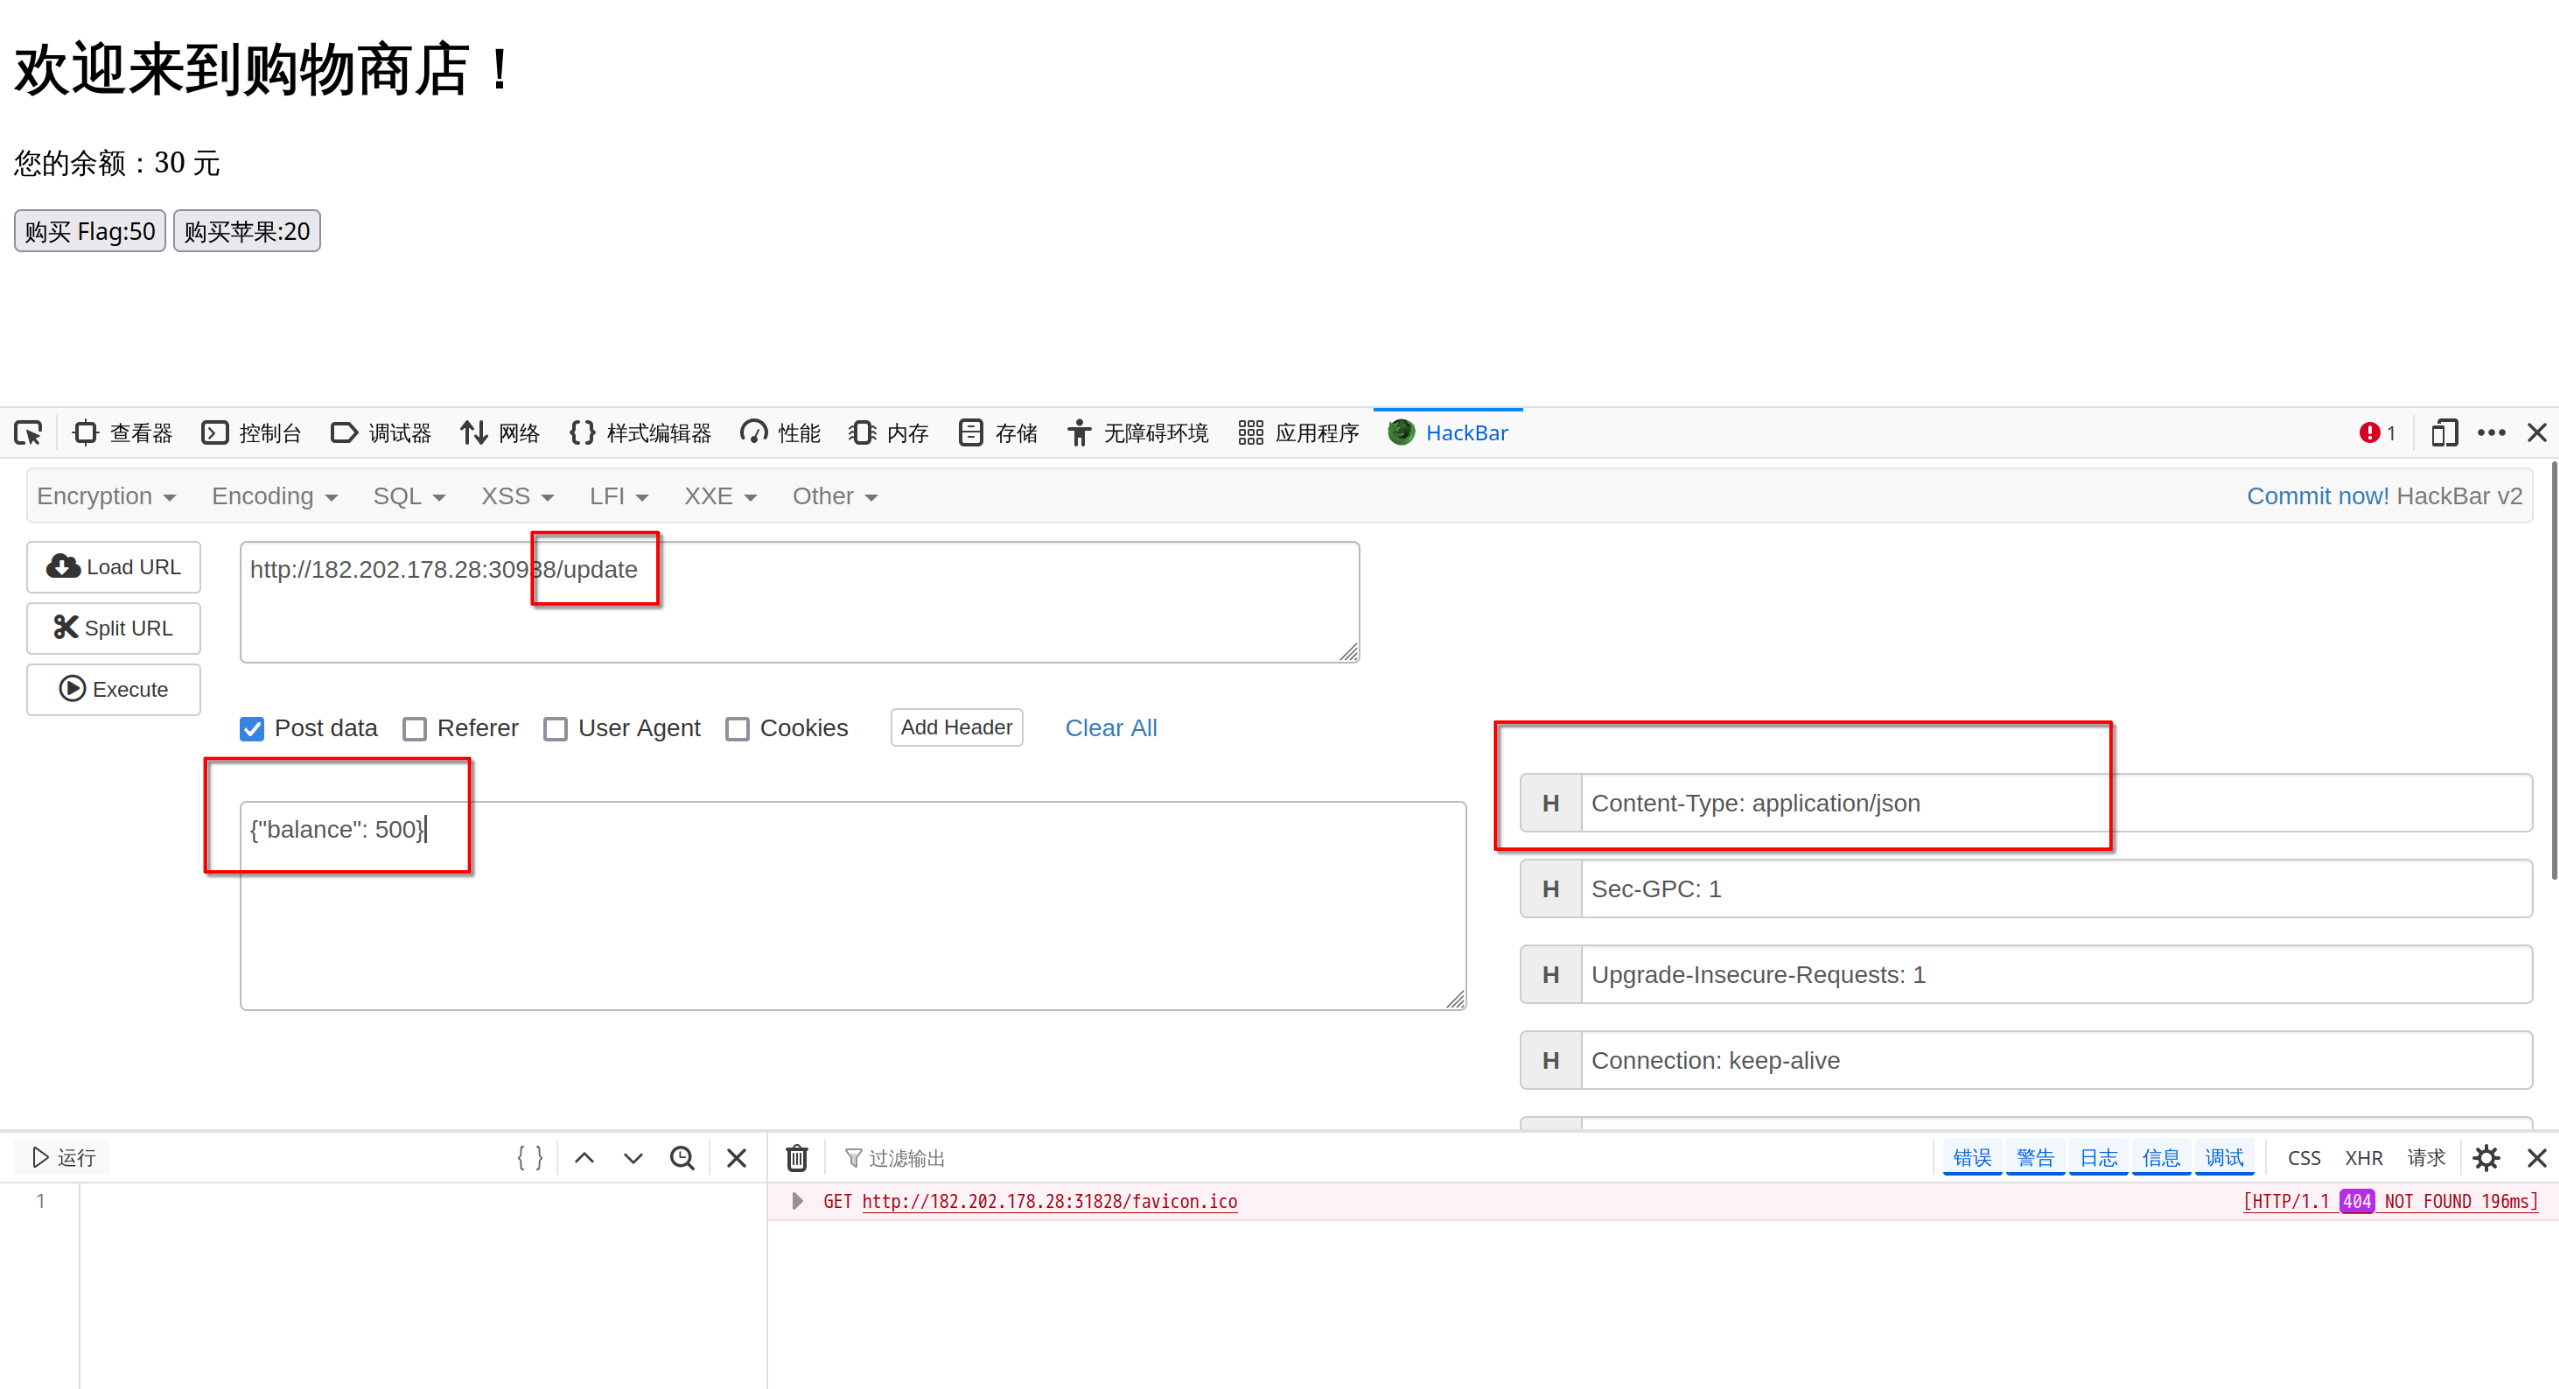 欢迎来到购物商店！
您的余额：30 元
购买 Flag:50 购买苹果:20
查看器 控制台 调试器 网络 样式编辑器 性能 内存 存储 无障碍环境 应用程序 HackBar 1
Encryption Encoding SQL XSS LFI XXE Other Commit now! HackBar v2
Load URL
http://182.202.178.28:30938/update
Split URL
Execute
Post data Referer User Agent Cookies Add Header Clear All
{"balance": 500}
H Content-Type: application/json
H Sec-GPC: 1
H Upgrade-Insecure-Requests: 1
H Connection: keep-alive
运行 { } 过滤输出 错误 警告 日志 信息 调试 CSS XHR 请求
1
GET http://182.202.178.28:31828/favicon.ico [HTTP/1.1 404 NOT FOUND 196ms]